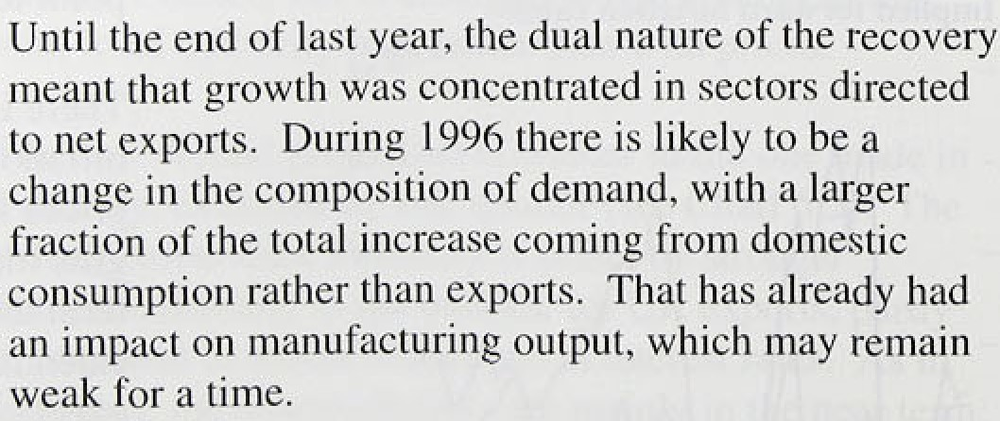 Until the end of last year, the dual nature of the recovery
meant that growth was concentrated in sectors directed
to net exports.  During 1996 there is likely to be a
change in the composition of demand, with a larger
fraction of the total increase coming from domestic
consumption rather than exports.  That has already had
an impact on manufacturing output, which may remain
weak for a time.